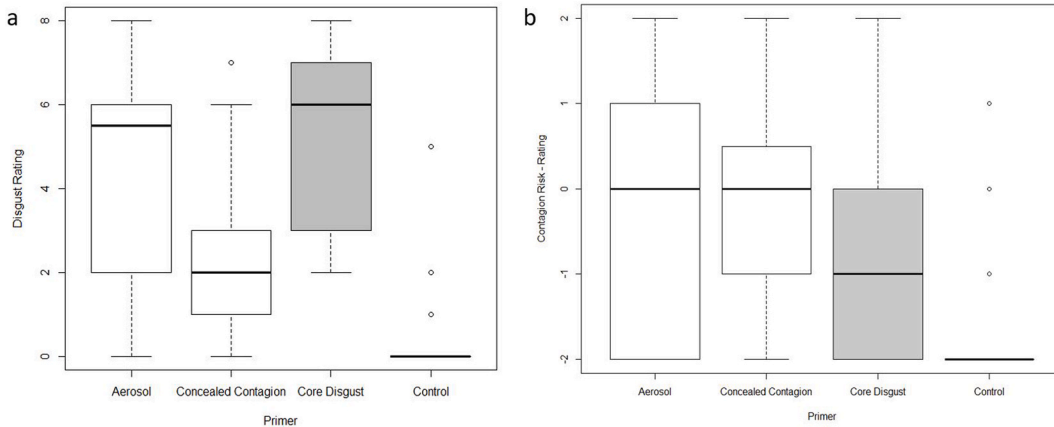 a
Disgust Rating
8
6
4
2
0
Aerosol Concealed Contagion Core Disgust Control
Primer
b
Contagion Risk - Rating
2
1
0
-1
-2
Aerosol Concealed Contagion Core Disgust Control
Primer